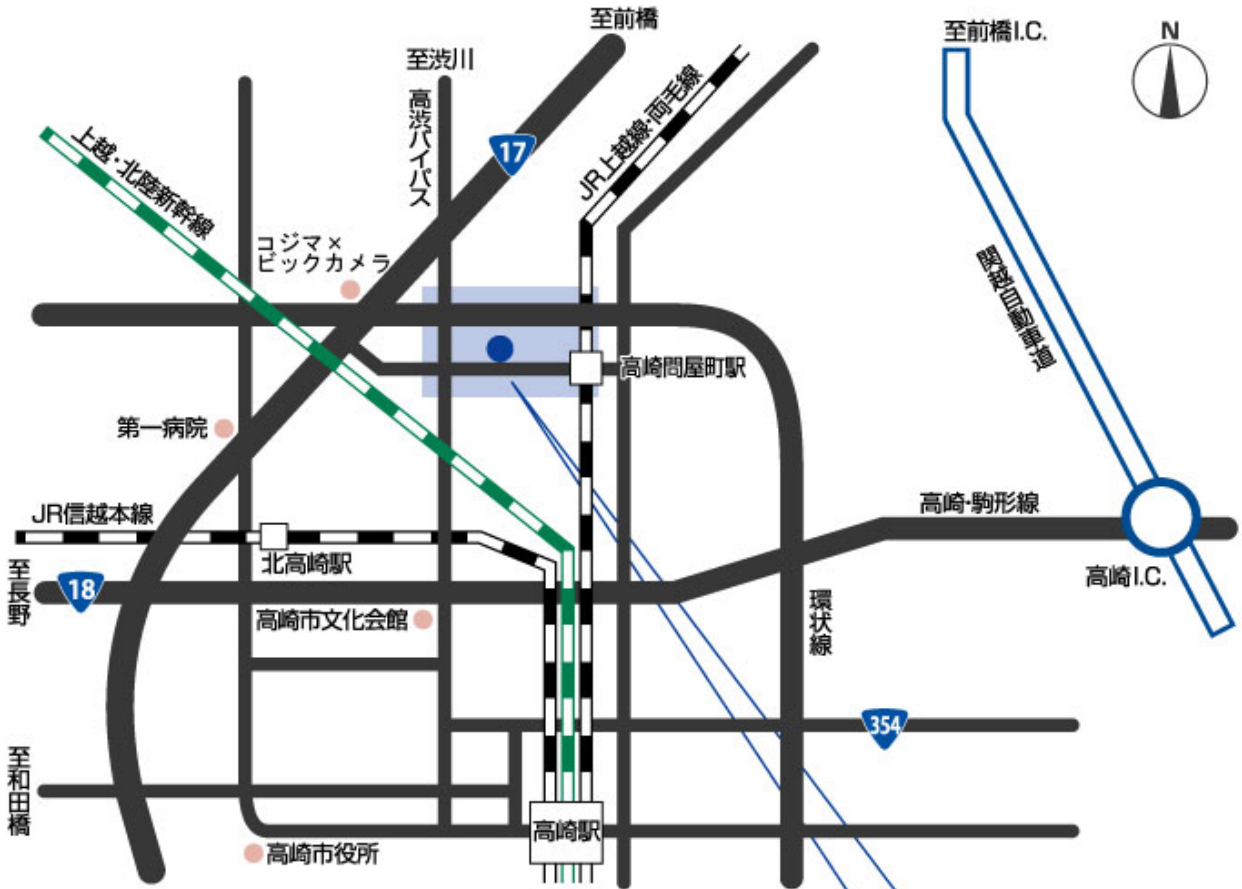 至前橋
至前橋I.C.
N
至渋川
高渋バイパス
17
JR上越線・両毛線
上越・北陸新幹線
コジマ×
ビックカメラ
関越自動車道
高崎問屋町駅
第一病院
高崎・駒形線
JR信越本線
北高崎駅
高崎I.C.
至長野
18
高崎市文化会館
環状線
354
至和田橋
高崎駅
高崎市役所